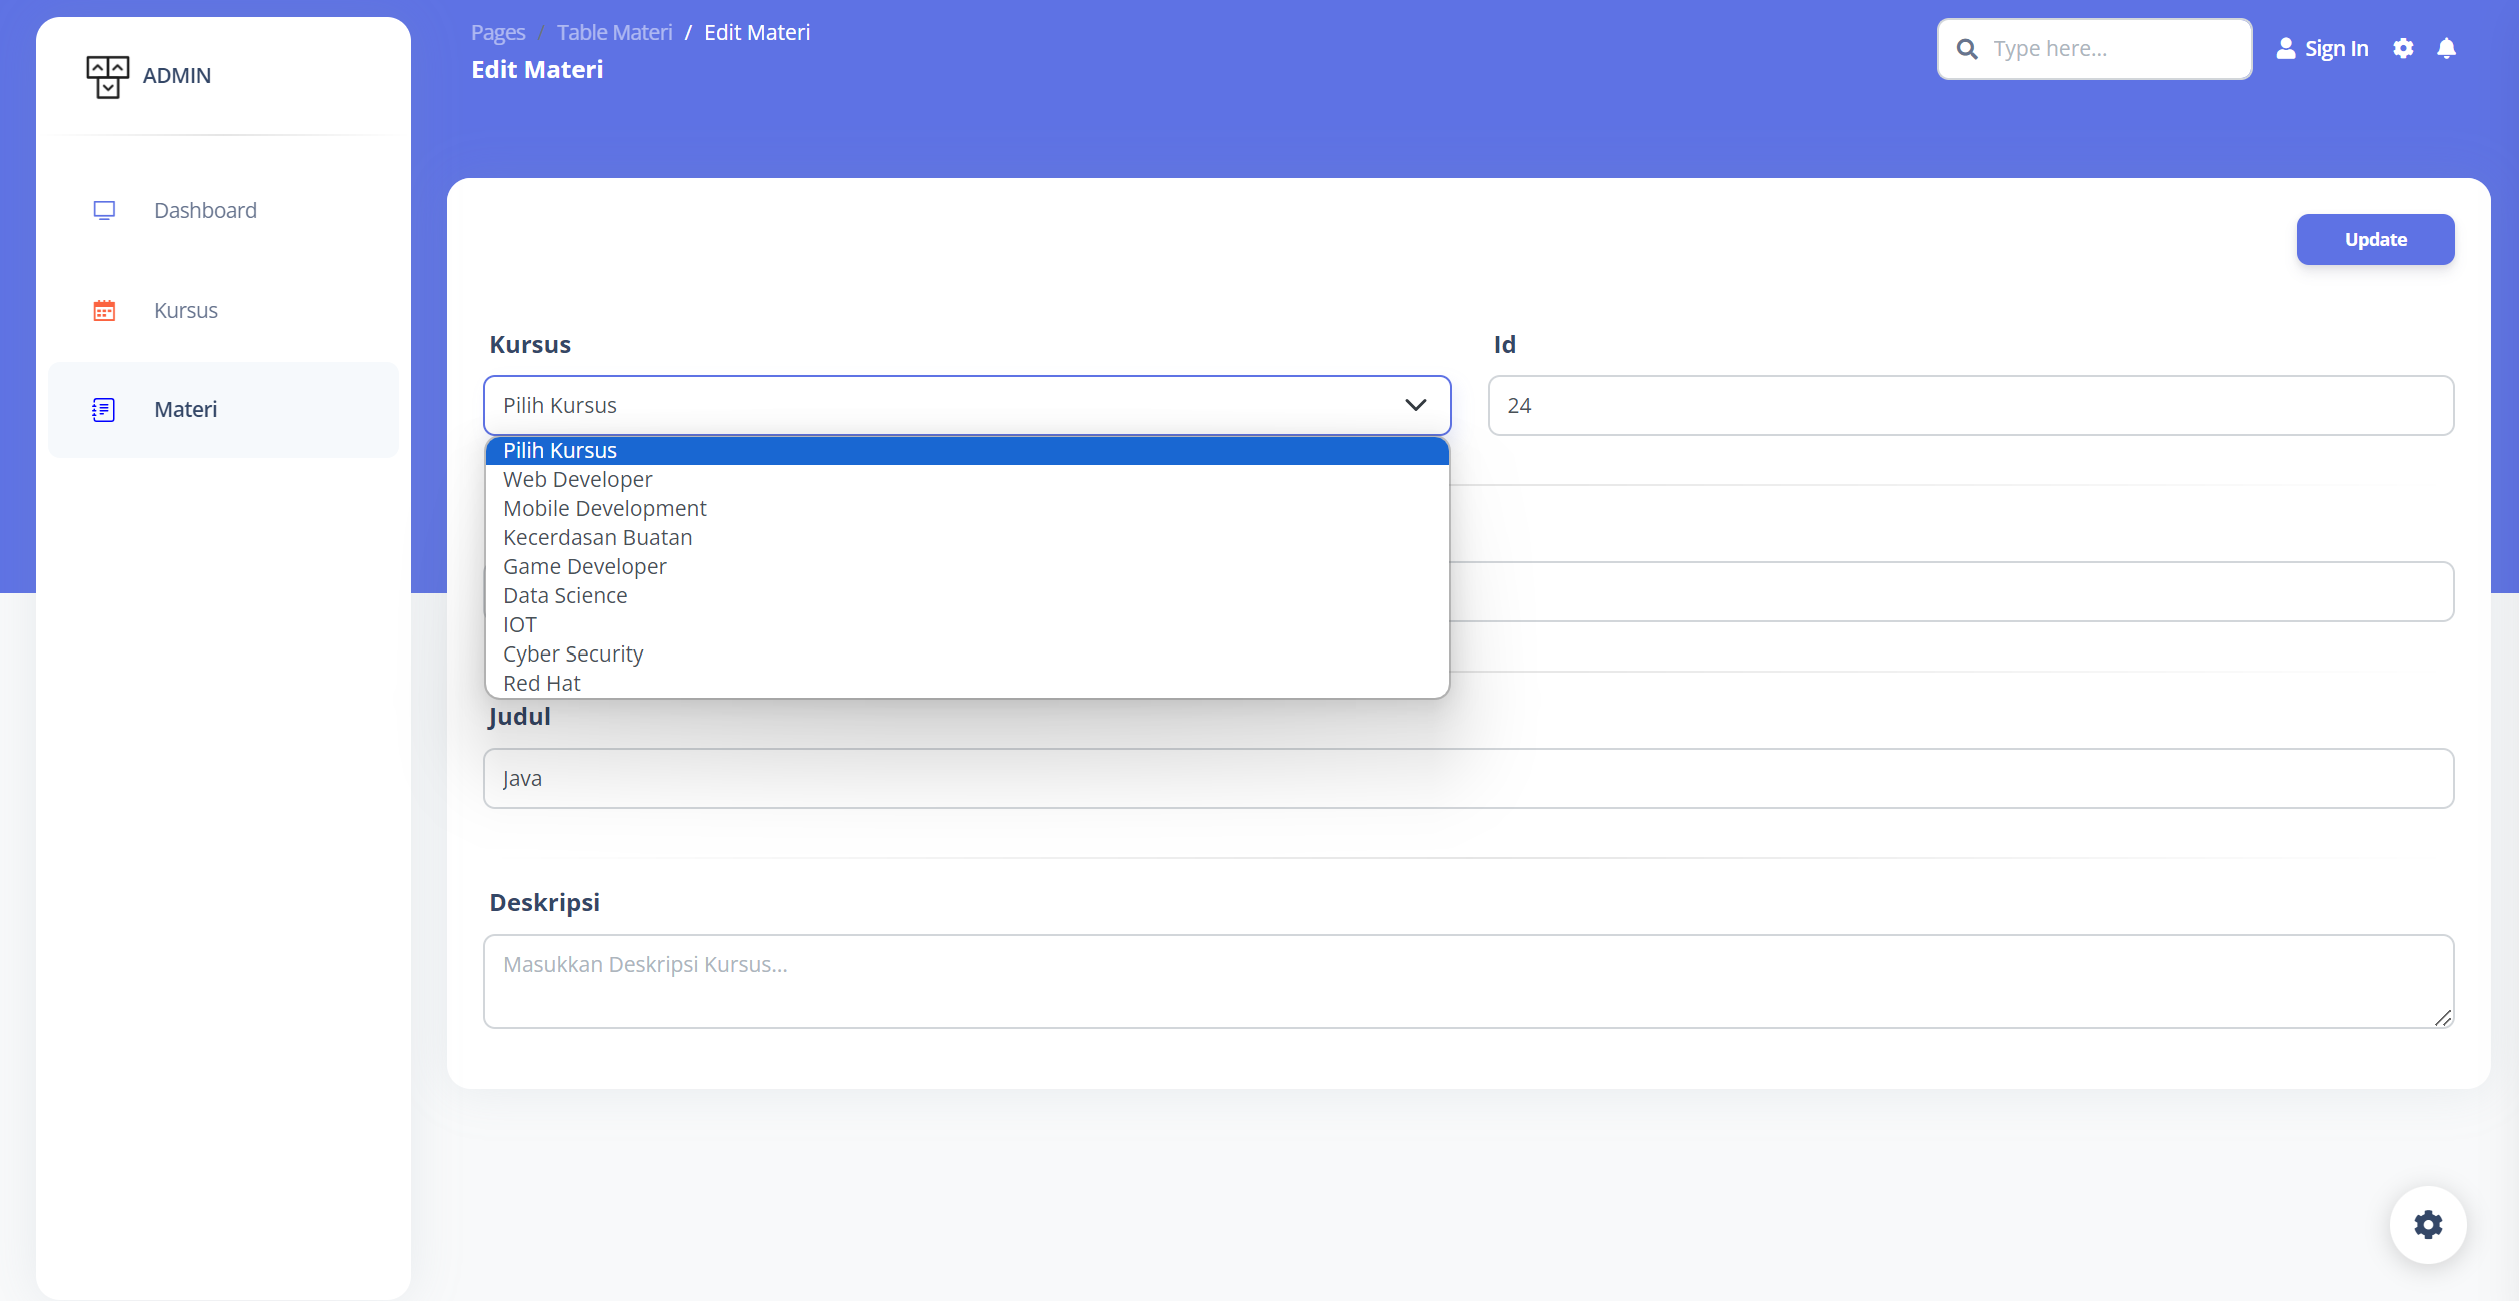 ADMIN
Dashboard
Kursus
Materi
Pages / Table Materi / Edit Materi
Edit Materi
Type here...
Sign In
Update
Kursus
Id
Pilih Kursus
24
Pilih Kursus
Web Developer
Mobile Development
Kecerdasan Buatan
Game Developer
Data Science
IOT
Cyber Security
Red Hat
Judul
Java
Deskripsi
Masukkan Deskripsi Kursus...